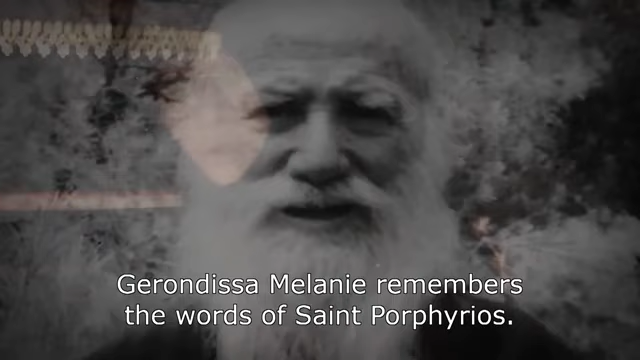 Gerondissa Melanie remembers
the words of Saint Porphyrios.